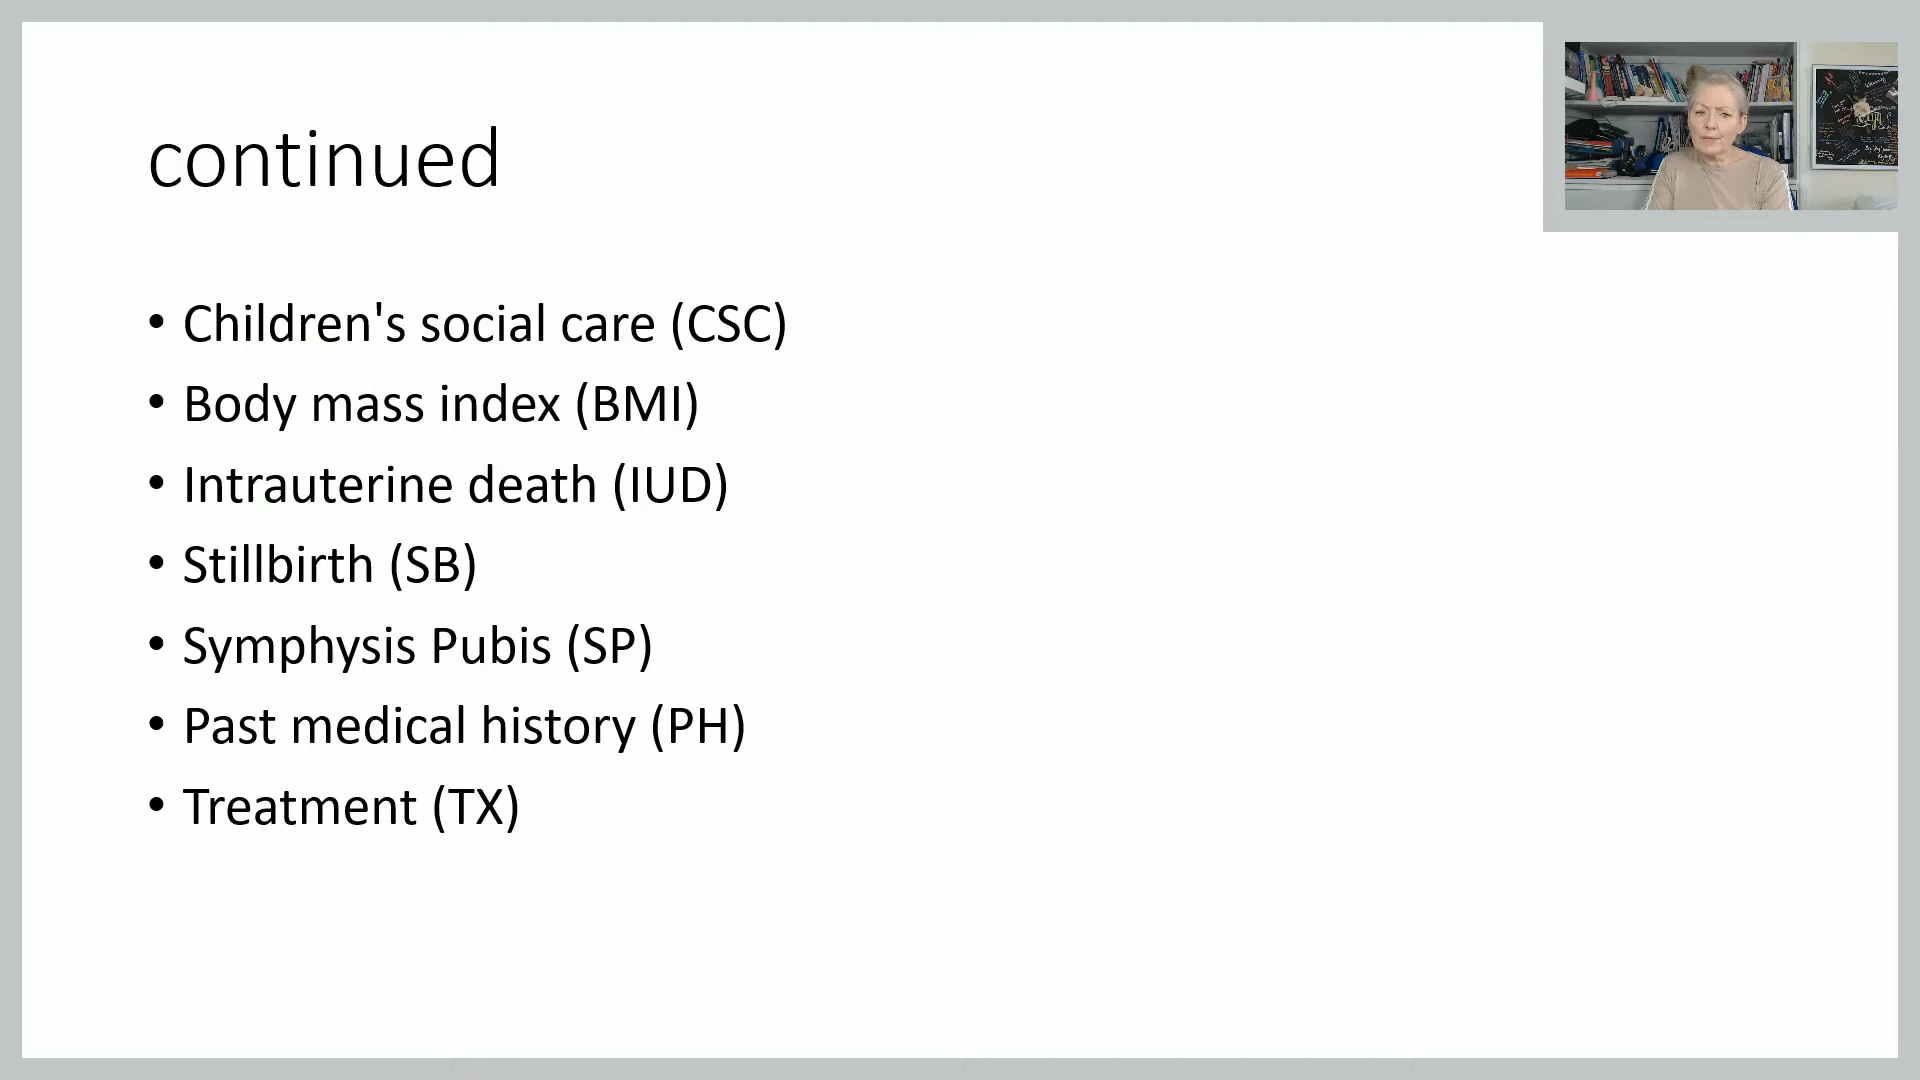 continued
• Children's social care (CSC)
• Body mass index (BMI)
• Intrauterine death (IUD)
• Stillbirth (SB)
• Symphysis Pubis (SP)
• Past medical history (PH)
• Treatment (TX)